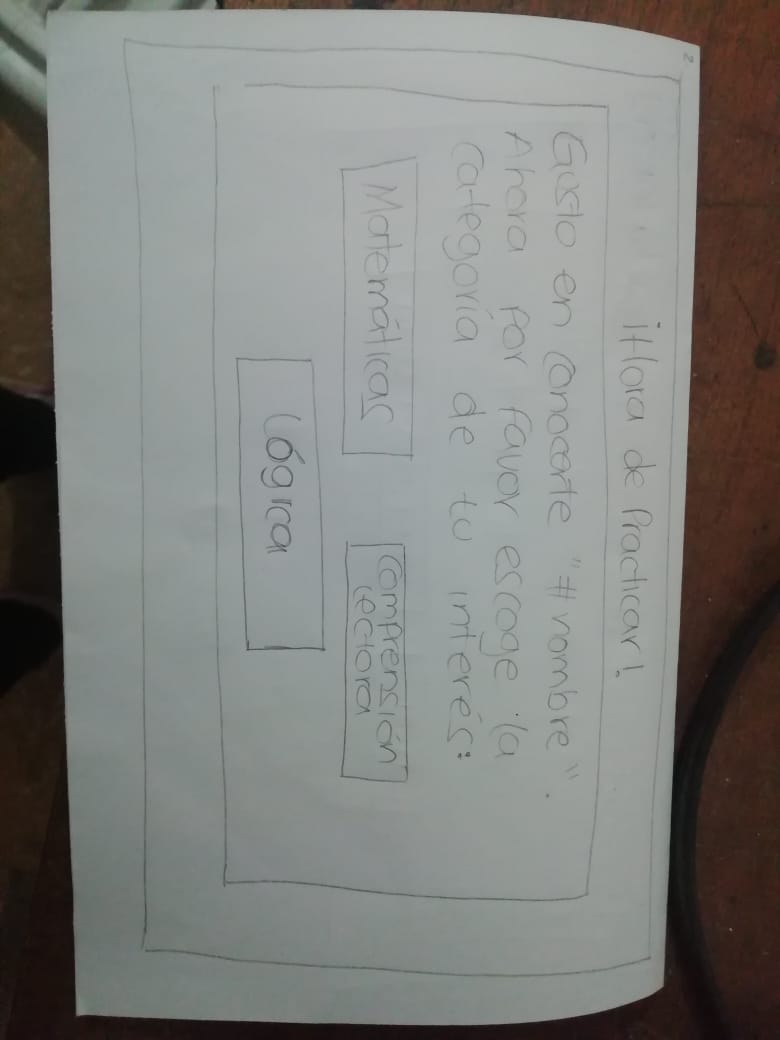 2
¡Hora de Practicar!
Gusto en conocerte "#nombre".
Ahora por favor escoge la
categoría de tu interés:
Matemáticas
Comprensión
lectora
Lógica